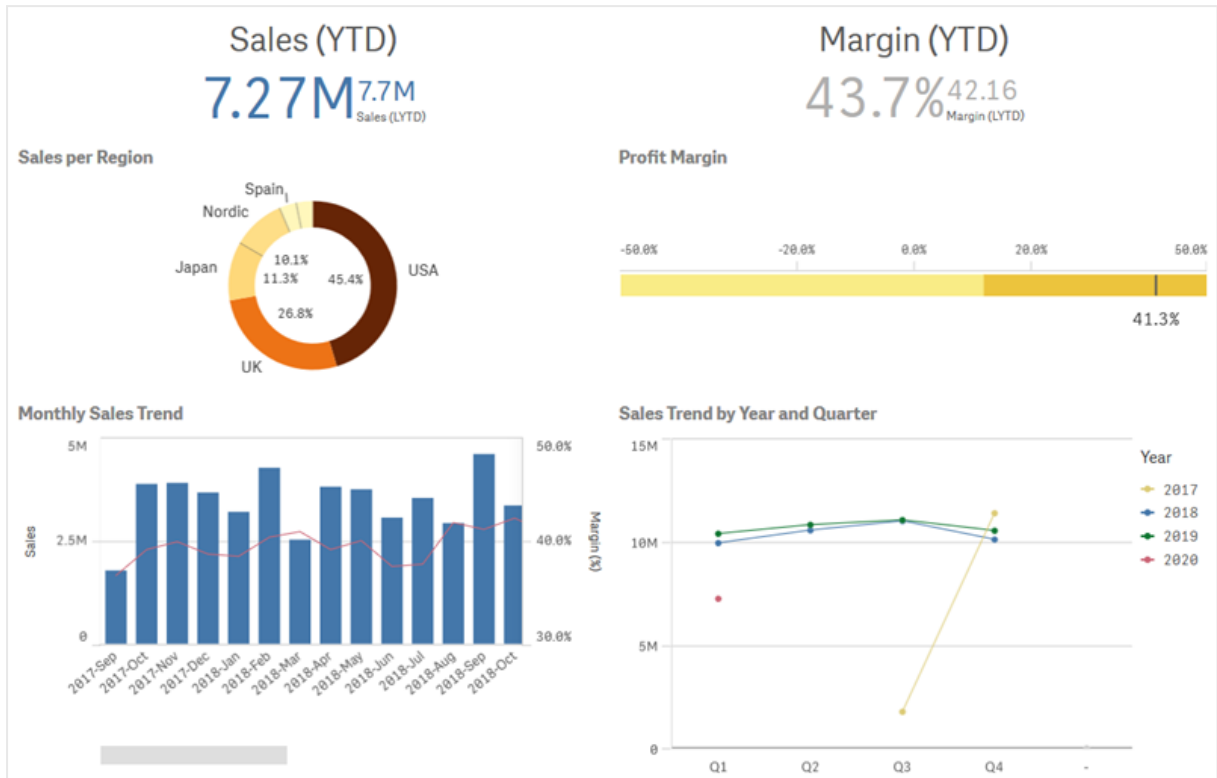 Sales (YTD)
7.27M 7.7M
Sales (LYTD)
Margin (YTD)
43.7% 42.16
Margin (LYTD)
Sales per Region
Spain
Nordic
Japan
USA
UK
10.1%
11.3%
45.4%
26.8%
Profit Margin
-50.0% -20.0% 0.0% 20.0% 50.0%
41.3%
Monthly Sales Trend
5M
2.5M
0
Sales
50.0%
40.0%
30.0%
Margin (%)
2017-Sep
2017-Oct
2017-Nov
2017-Dec
2018-Jan
2018-Feb
2018-Mar
2018-Apr
2018-May
2018-Jun
2018-Jul
2018-Aug
2018-Sep
2018-Oct
Sales Trend by Year and Quarter
15M
10M
5M
0
Q1 Q2 Q3 Q4 -
Year
2017
2018
2019
2020